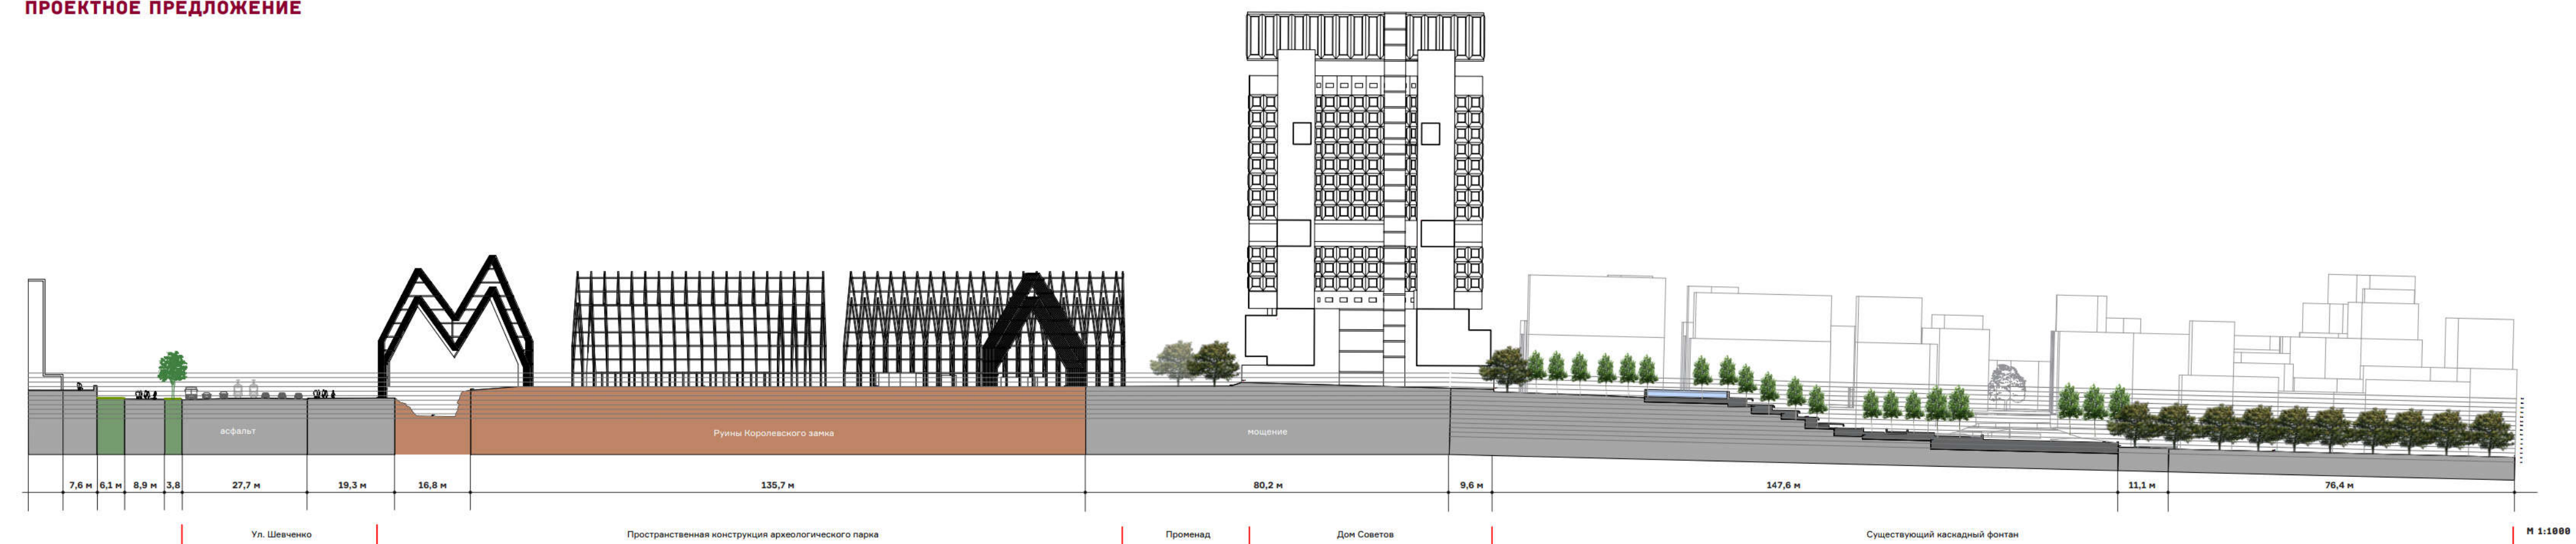 ПРОЕКТНОЕ ПРЕДЛОЖЕНИЕ
асфальт
Руины Королевского замка
мощение
7,6 м 6,1 м 8,9 м 3,8 27,7 м 19,3 м 16,8 м 135,7 м 80,2 м 9,6 м 147,6 м 11,1 м 76,4 м
Ул. Шевченко Пространственная конструкция археологического парка Променад Дом Советов Существующий каскадный фонтан М 1:1000